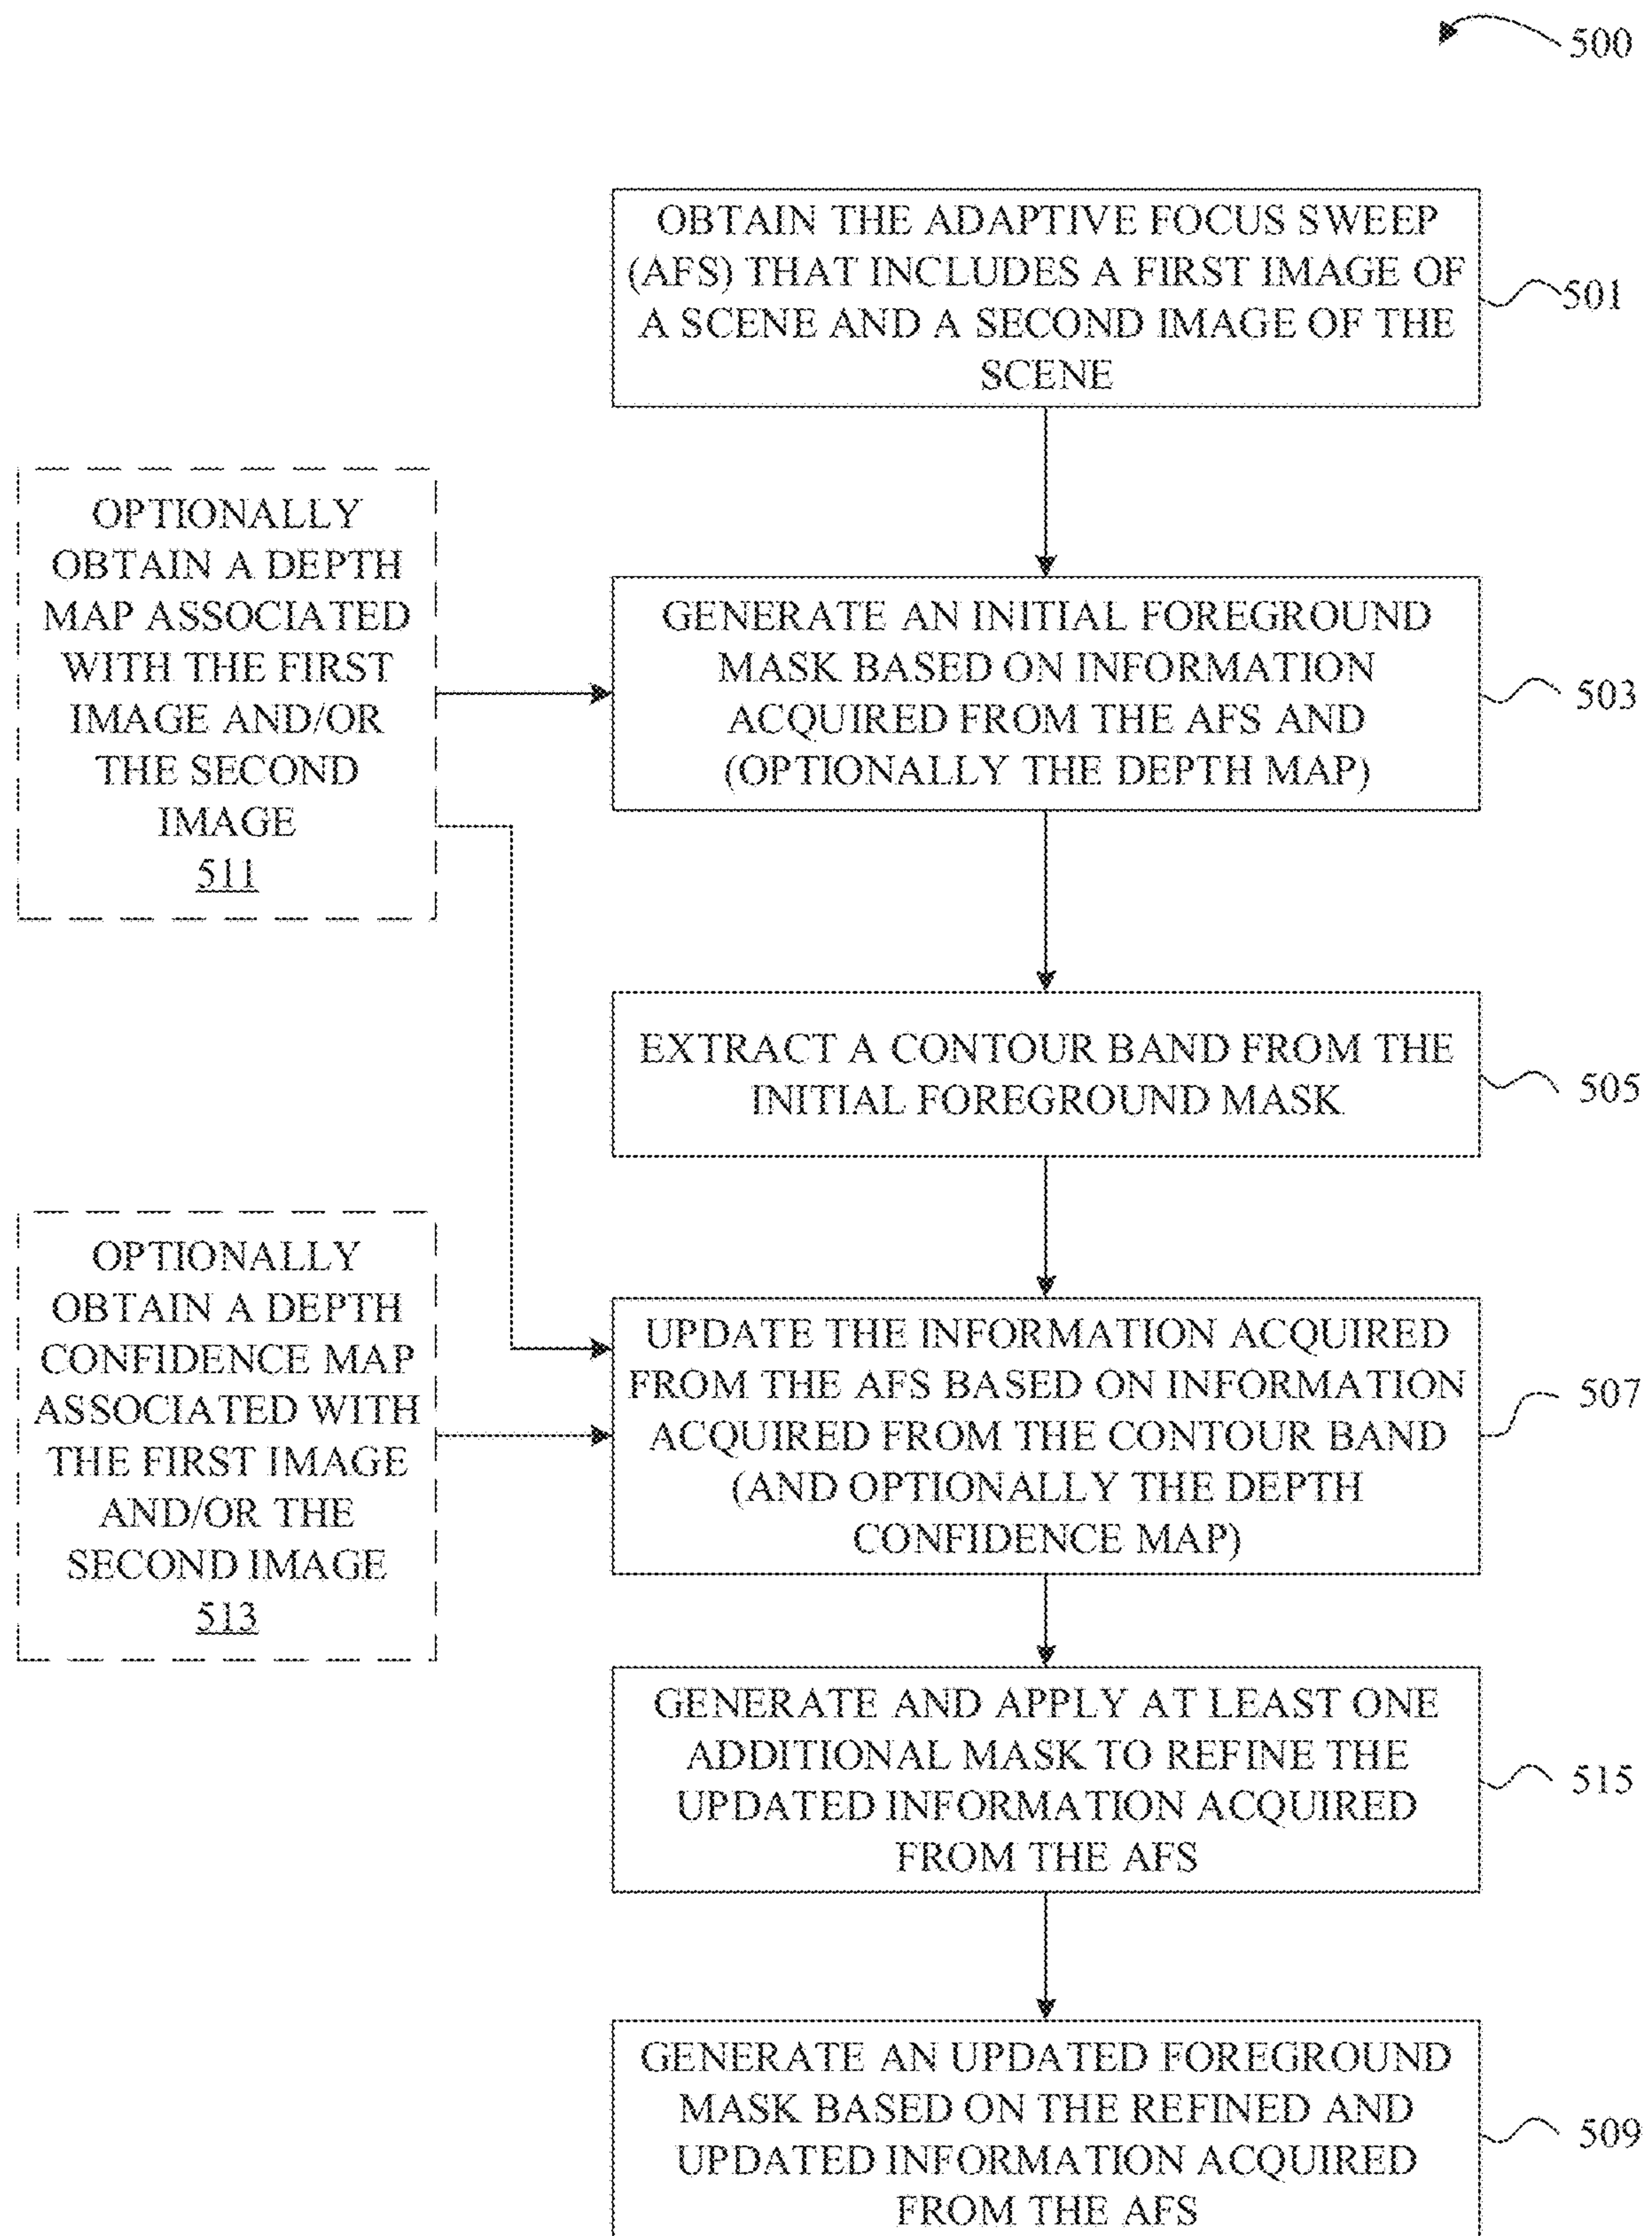 500
OBTAIN THE ADAPTIVE FOCUS SWEEP
(AFS) THAT INCLUDES A FIRST IMAGE OF
A SCENE AND A SECOND IMAGE OF THE
SCENE
501
OPTIONALLY
OBTAIN A DEPTH
MAP ASSOCIATED
WITH THE FIRST
IMAGE AND/OR
THE SECOND
IMAGE
511
GENERATE AN INITIAL FOREGROUND
MASK BASED ON INFORMATION
ACQUIRED FROM THE AFS AND
(OPTIONALLY THE DEPTH MAP)
503
EXTRACT A CONTOUR BAND FROM THE
INITIAL FOREGROUND MASK
505
OPTIONALLY
OBTAIN A DEPTH
CONFIDENCE MAP
ASSOCIATED WITH
THE FIRST IMAGE
AND/OR THE
SECOND IMAGE
513
UPDATE THE INFORMATION ACQUIRED
FROM THE AFS BASED ON INFORMATION
ACQUIRED FROM THE CONTOUR BAND
(AND OPTIONALLY THE DEPTH
CONFIDENCE MAP)
507
GENERATE AND APPLY AT LEAST ONE
ADDITIONAL MASK TO REFINE THE
UPDATED INFORMATION ACQUIRED
FROM THE AFS
515
GENERATE AN UPDATED FOREGROUND
MASK BASED ON THE REFINED AND
UPDATED INFORMATION ACQUIRED
FROM THE AFS
509